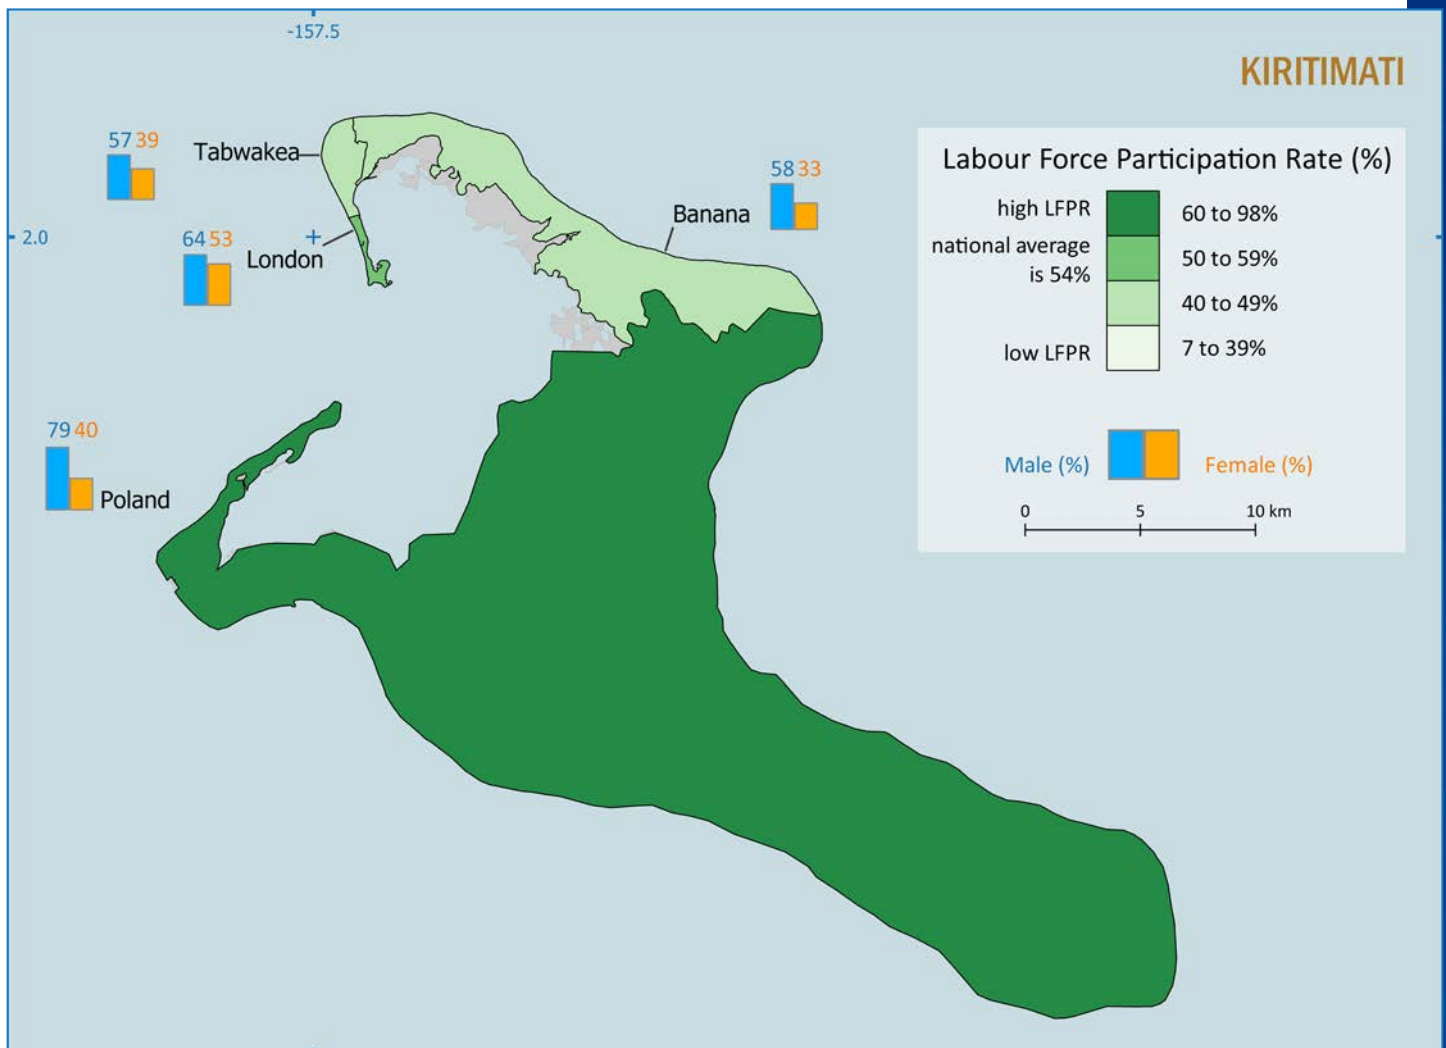 -157.5
KIRITIMATI
57 39
Tabwakea
58 33
Banana
2.0
64 53
London
79 40
Poland
Labour Force Participation Rate (%)
high LFPR
60 to 98%
national average
is 54%
50 to 59%
40 to 49%
low LFPR
7 to 39%
Male (%)
Female (%)
0 5 10 km